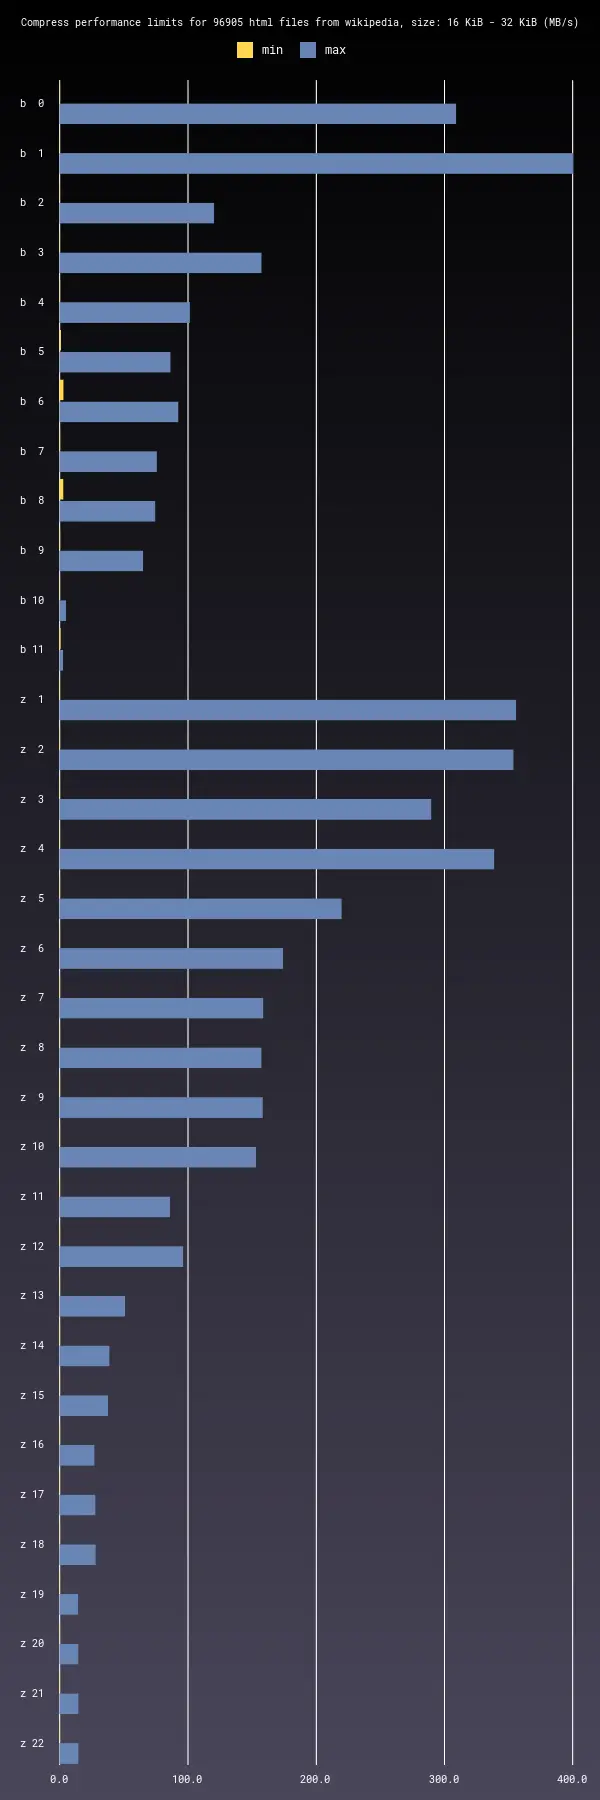 Compress performance limits for 96905 html files from wikipedia, size: 16 KiB - 32 KiB (MB/s)
min max
b 0
b 1
b 2
b 3
b 4
b 5
b 6
b 7
b 8
b 9
b 10
b 11
z 1
z 2
z 3
z 4
z 5
z 6
z 7
z 8
z 9
z 10
z 11
z 12
z 13
z 14
z 15
z 16
z 17
z 18
z 19
z 20
z 21
z 22
0.0 100.0 200.0 300.0 400.0